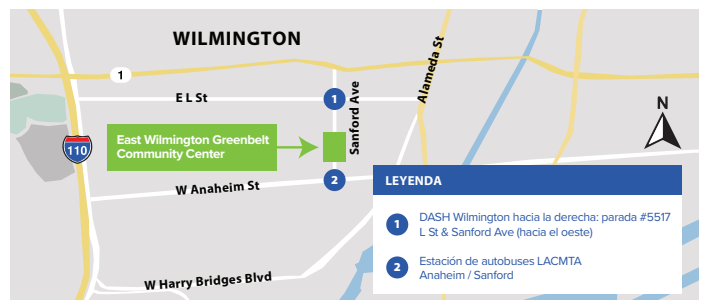 WILMINGTON
1
Alameda St
E L St
1
Sanford Ave
N
110
East Wilmington Greenbelt
Community Center
W Anaheim St
2
LEYENDA
1
DASH Wilmington hacia la derecha: parada #5517
L St & Sanford Ave (hacia el oeste)
2
Estación de autobuses LACMTA
Anaheim / Sanford
W Harry Bridges Blvd